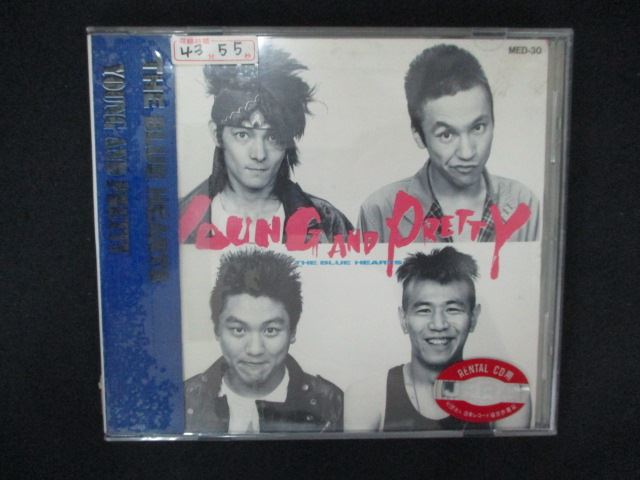 THE BLUE HEARTS
YOUNG AND PRETTY
43 55
MED-30
YOUNG AND PRETTY
THE BLUE HEARTS
RENTAL CD用